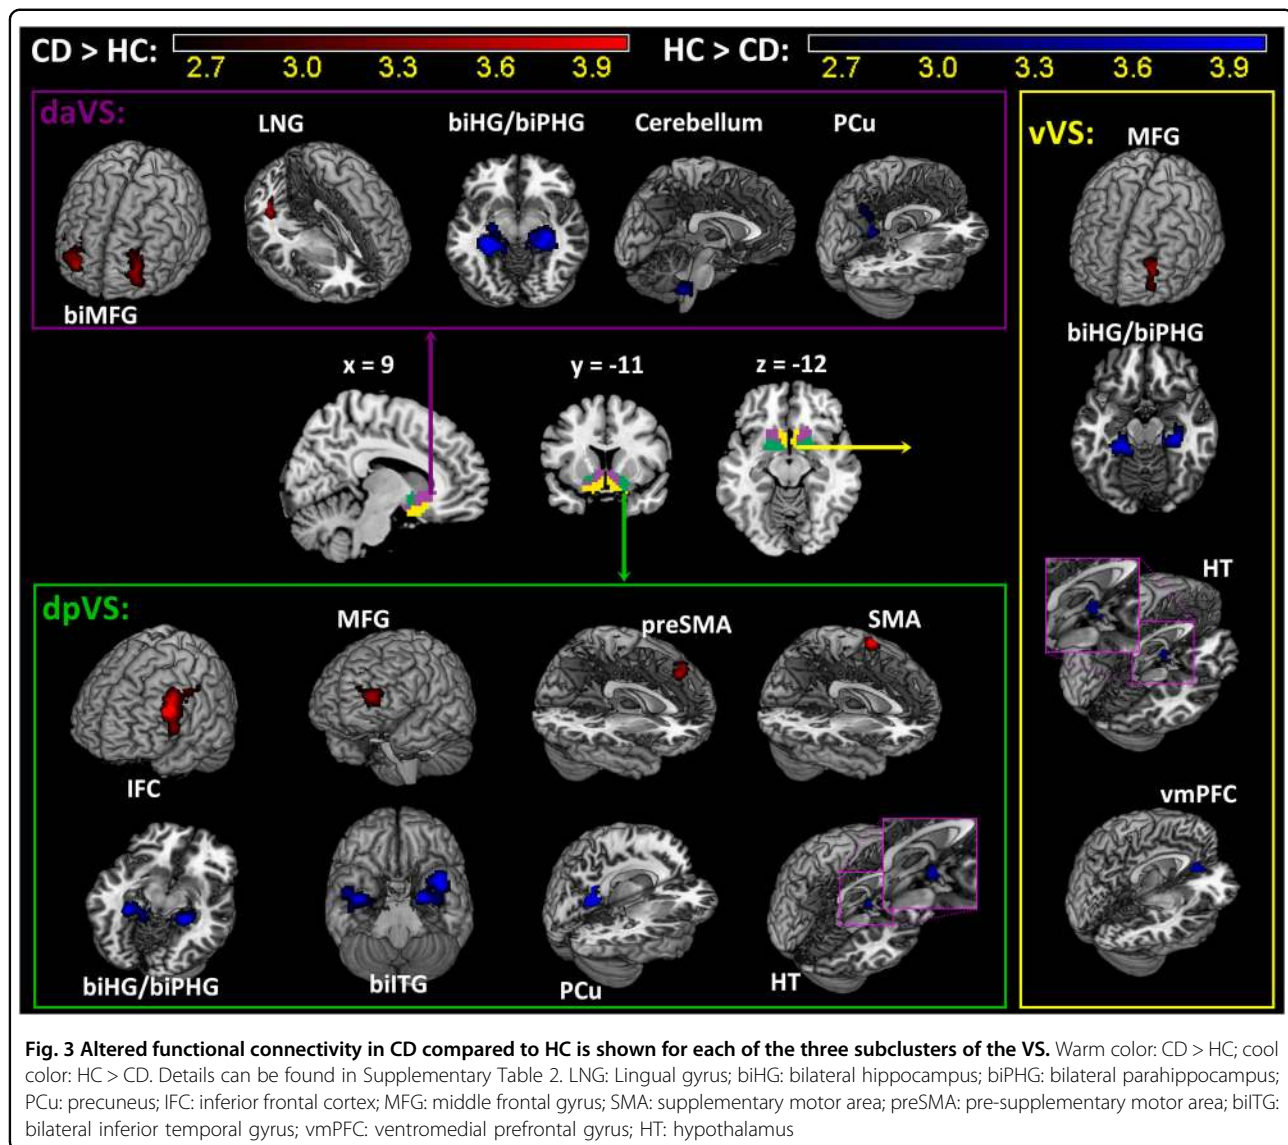 CD > HC: HC > CD:
2.7 3.0 3.3 3.6 3.9 2.7 3.0 3.3 3.6 3.9
daVS:
LNG biHG/biPHG Cerebellum PCu
biMFG
vVS:
MFG
biHG/biPHG
HT
vmPFC
x = 9 y = -11 z = -12
dpVS:
MFG preSMA SMA
IFC
biHG/biPHG biITG PCu HT
Fig. 3 Altered functional connectivity in CD compared to HC is shown for each of the three subclusters of the VS. Warm color: CD > HC; cool
color: HC > CD. Details can be found in Supplementary Table 2. LNG: Lingual gyrus; biHG: bilateral hippocampus; biPHG: bilateral parahippocampus;
PCu: precuneus; IFC: inferior frontal cortex; MFG: middle frontal gyrus; SMA: supplementary motor area; preSMA: pre-supplementary motor area; biITG:
bilateral inferior temporal gyrus; vmPFC: ventromedial prefrontal gyrus; HT: hypothalamus